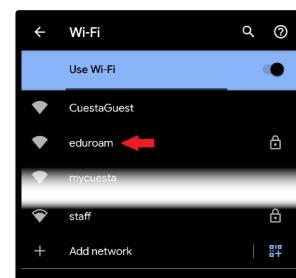 Wi-Fi
Use Wi-Fi
CuestaGuest
eduroam
mycuesta
staff
Add network